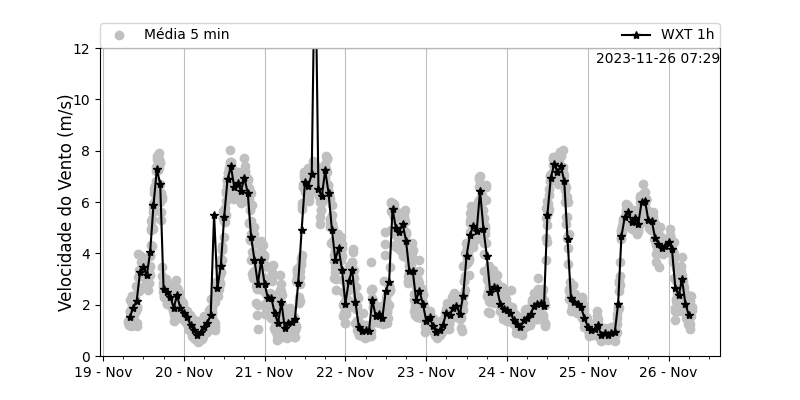 Média 5 min
WXT 1h
2023-11-26 07:29
Velocidade do Vento (m/s)
12
10
8
6
4
2
0
19 - Nov
20 - Nov
21 - Nov
22 - Nov
23 - Nov
24 - Nov
25 - Nov
26 - Nov